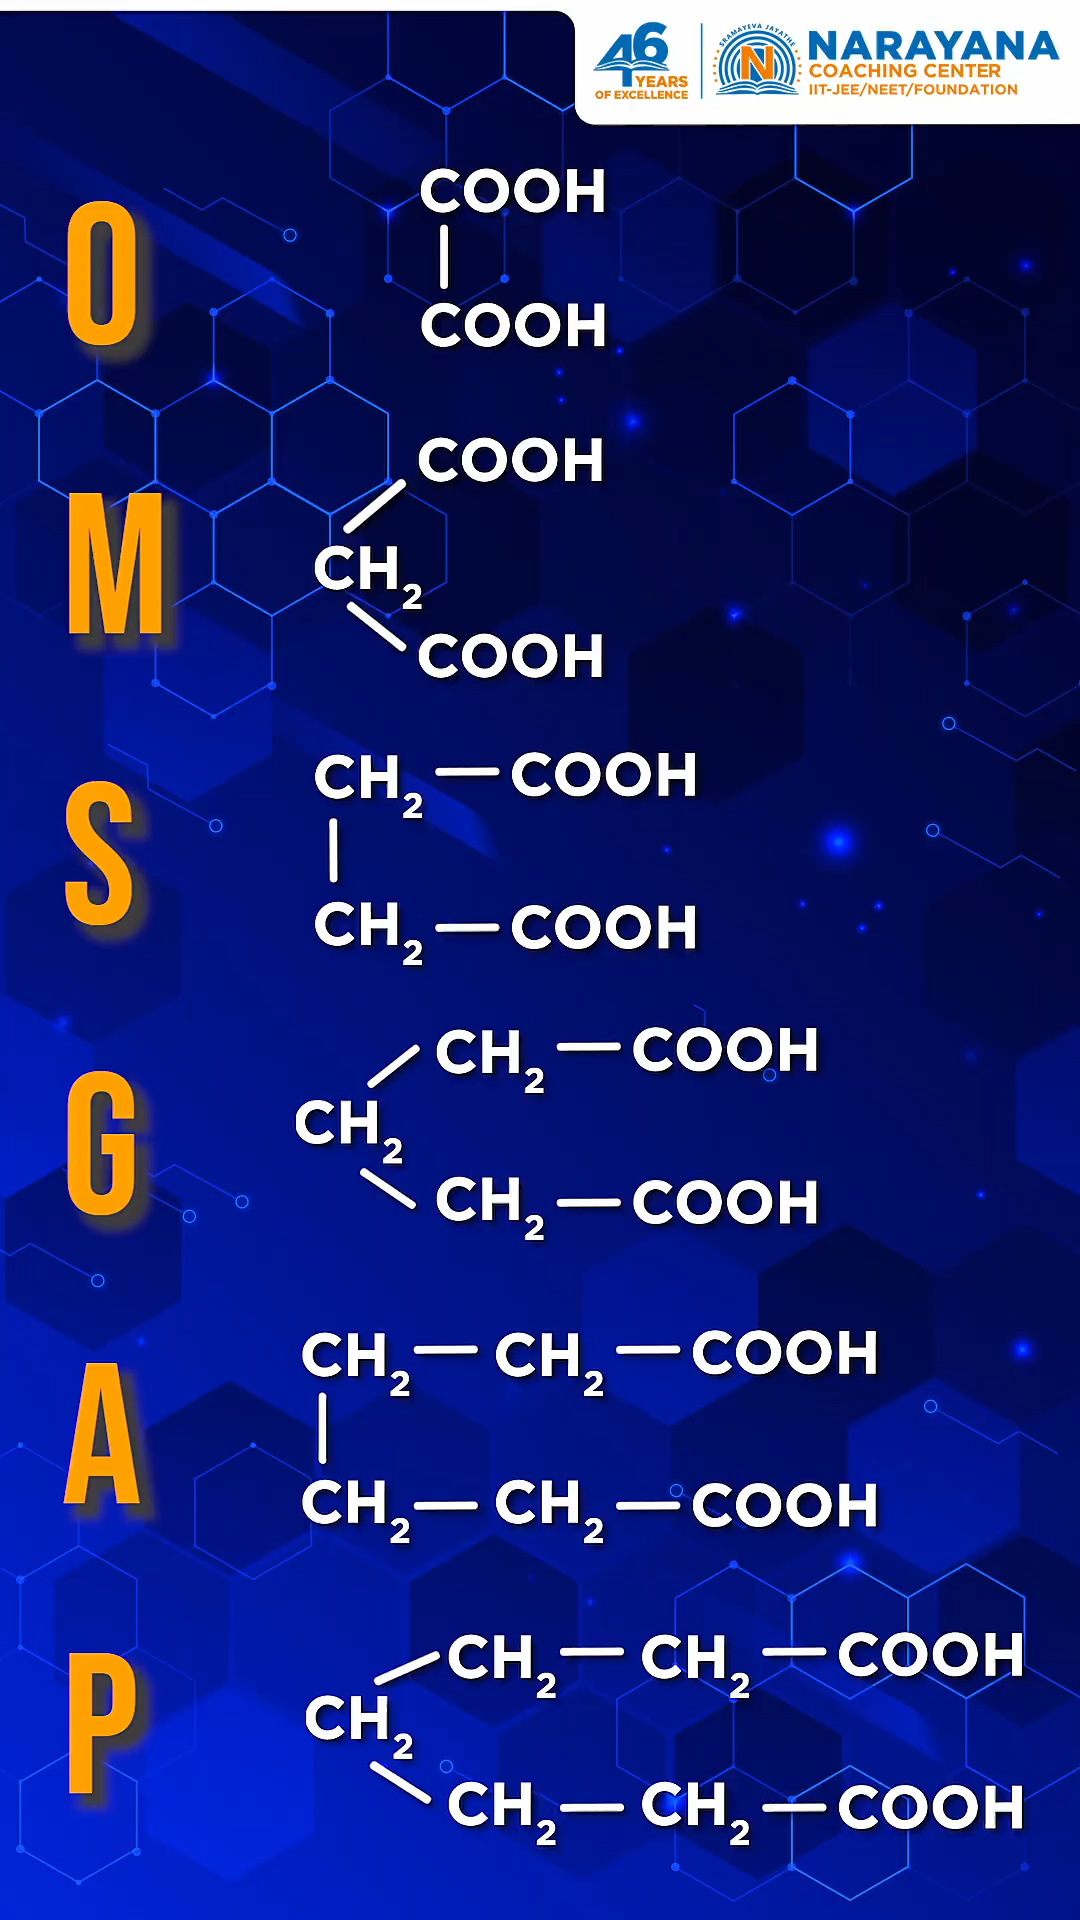 46
YEARS
OF EXCELLENCE
SRAMAYEVA JAYATHE
N
NARAYANA
COACHING CENTER
IIT-JEE/NEET/FOUNDATION
O
COOH
COOH
M
COOH
CH₂
COOH
S
CH₂—COOH
CH₂—COOH
G
CH₂—COOH
CH₂
CH₂—COOH
A
CH₂—CH₂—COOH
CH₂—CH₂—COOH
P
CH₂—CH₂—COOH
CH₂
CH₂—CH₂—COOH